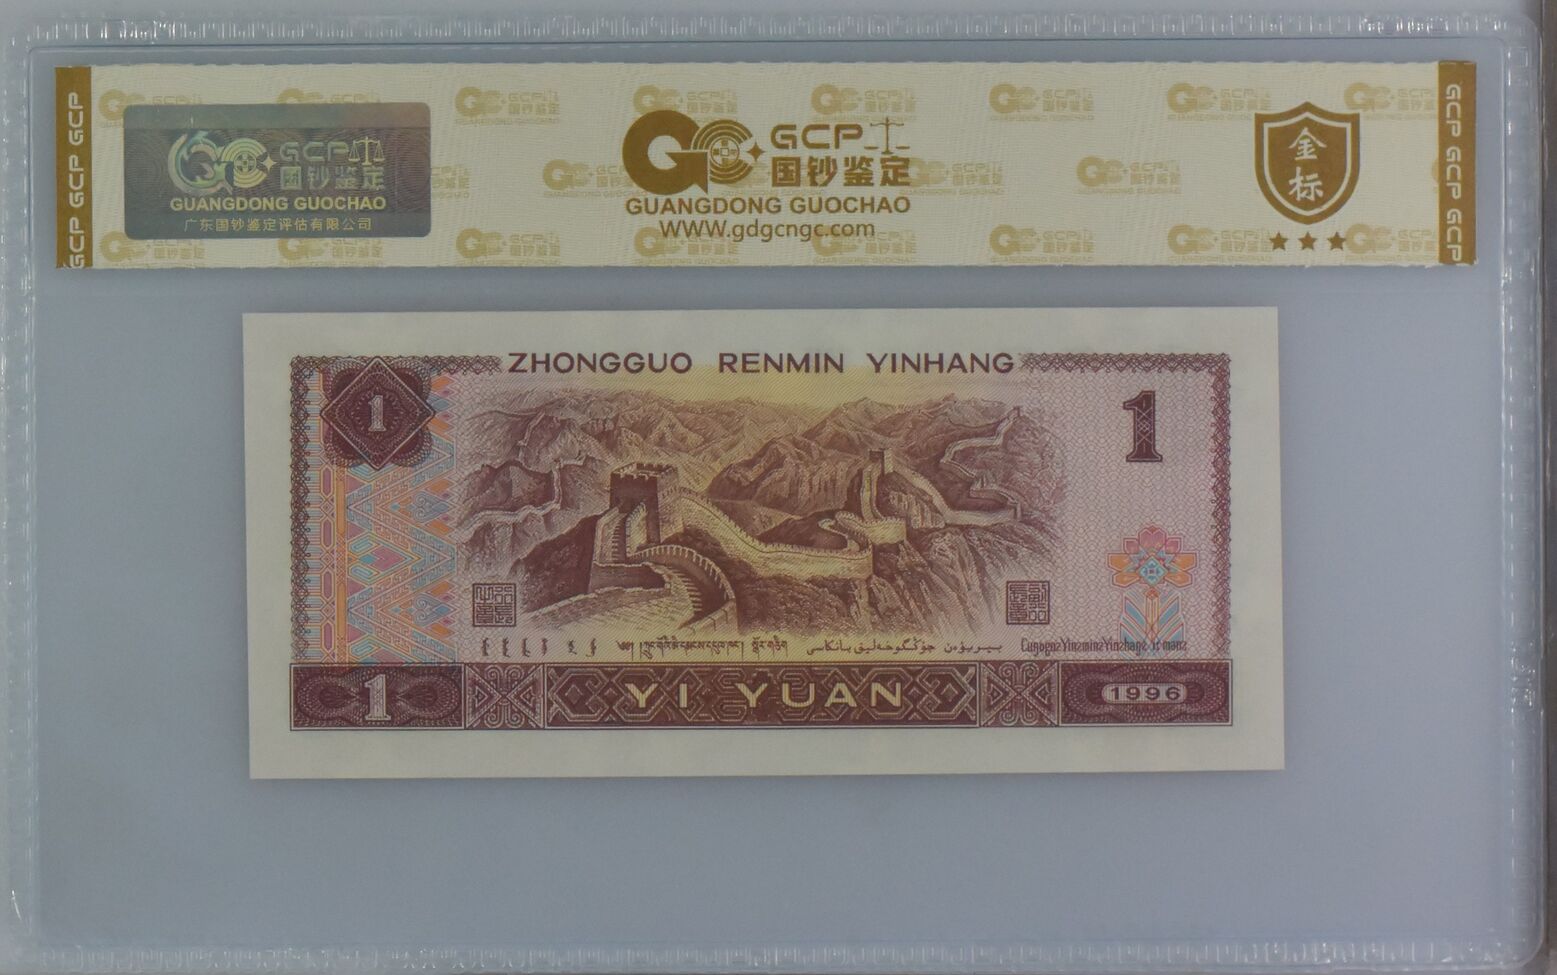 GCP GCP GCP
GCP
国钞鉴定
GUANGDONG GUOCHAO
广东国钞鉴定评估有限公司
GCP
国钞鉴定
GUANGDONG GUOCHAO
WWW.gdgcngc.com
金标
GCP GCP GCP
ZHONGGUO RENMIN YINHANG
1
1
1
YI YUAN
1996